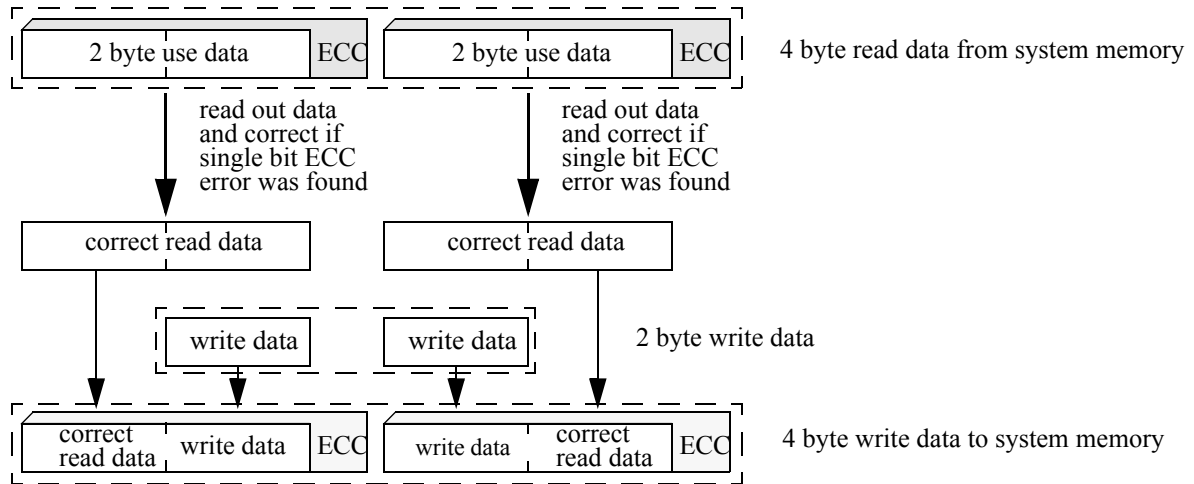 2 byte use data
ECC
2 byte use data
ECC
4 byte read data from system memory
read out data
and correct if
single bit ECC
error was found
read out data
and correct if
single bit ECC
error was found
correct read data
correct read data
write data
write data
2 byte write data
correct
read data
write data
ECC
write data
correct
read data
ECC
4 byte write data to system memory